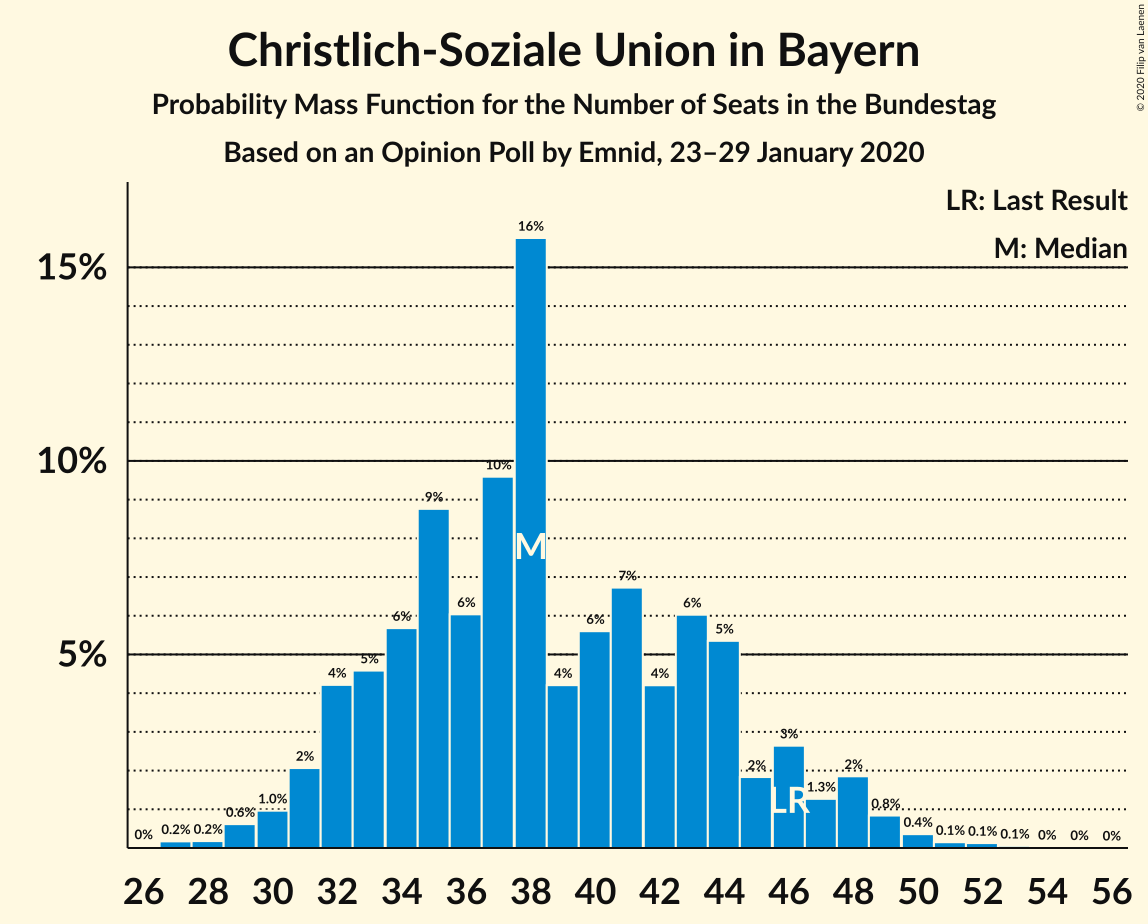 Christlich-Soziale Union in Bayern
Probability Mass Function for the Number of Seats in the Bundestag
Based on an Opinion Poll by Emnid, 23–29 January 2020
© 2020 Filip van Laenen
LR: Last Result
M: Median
15%
10%
5%
0% 0.2% 0.2% 0.6% 1.0% 2% 4% 5% 6% 9% 6% 10% 16% 4% 6% 7% 4% 6% 5% 2% 3% 1.3% 2% 0.8% 0.4% 0.1% 0.1% 0.1% 0% 0% 0%
M
LR
26 28 30 32 34 36 38 40 42 44 46 48 50 52 54 56